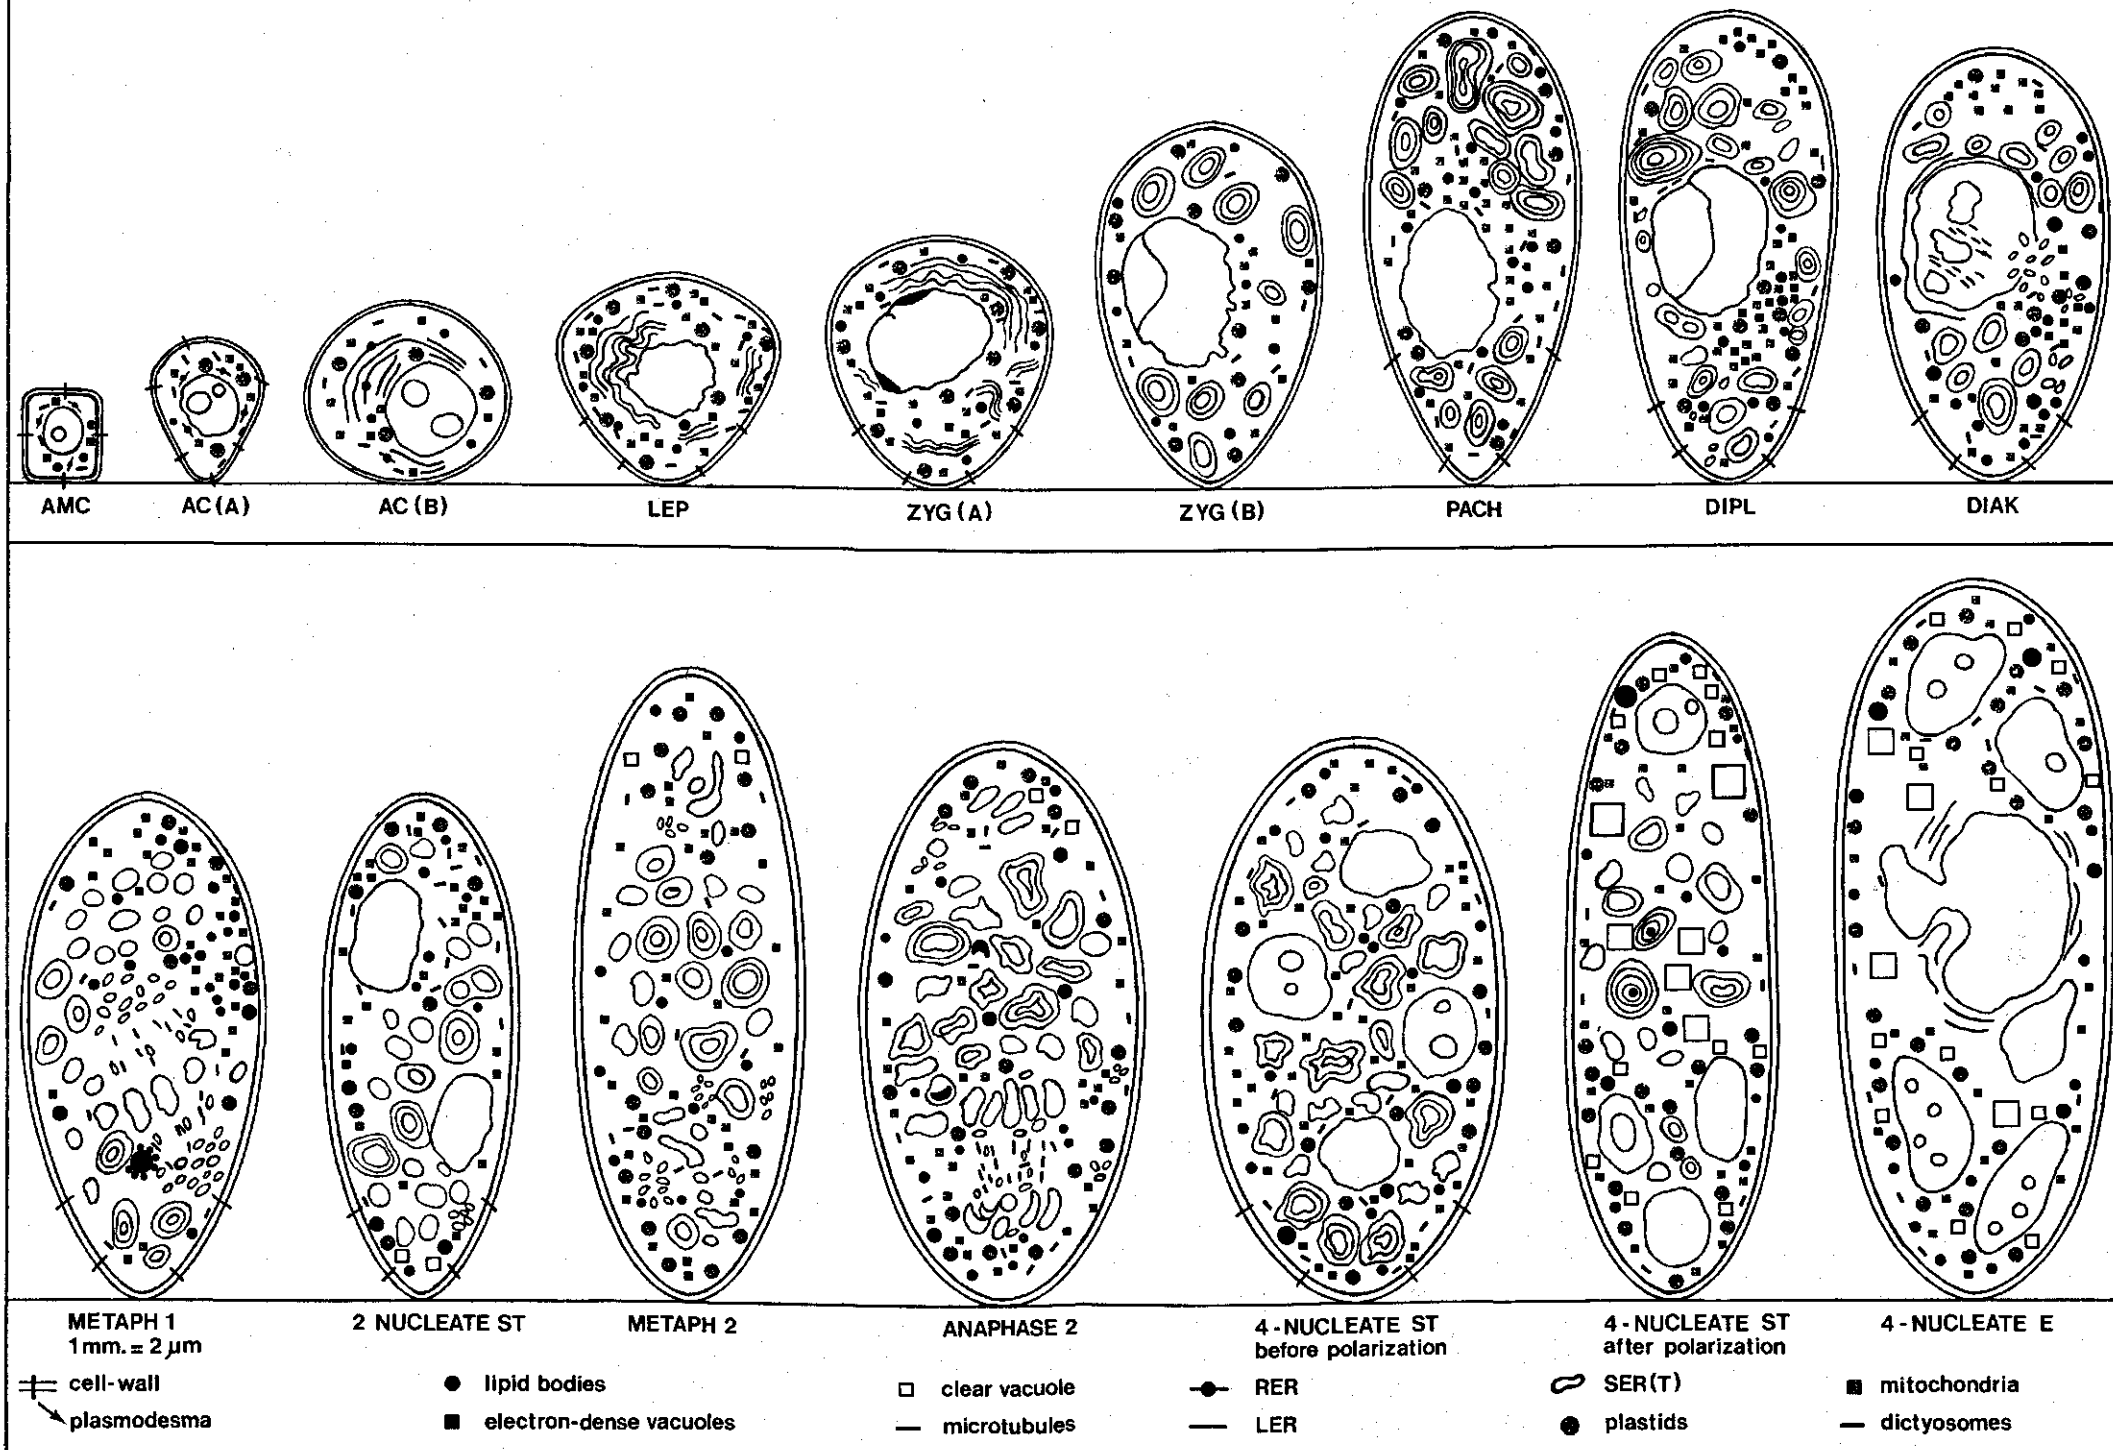 AMC
AC (A)
AC (B)
LEP
ZYG (A)
ZYG (B)
PACH
DIPL
DIAK
METAPH 1
1mm. = 2 µm
2 NUCLEATE ST
METAPH 2
ANAPHASE 2
4-NUCLEATE ST
before polarization
4-NUCLEATE ST
after polarization
4-NUCLEATE E
cell-wall
lipid bodies
clear vacuole
RER
SER(T)
mitochondria
plasmodesma
electron-dense vacuoles
microtubules
LER
plastids
dictyosomes